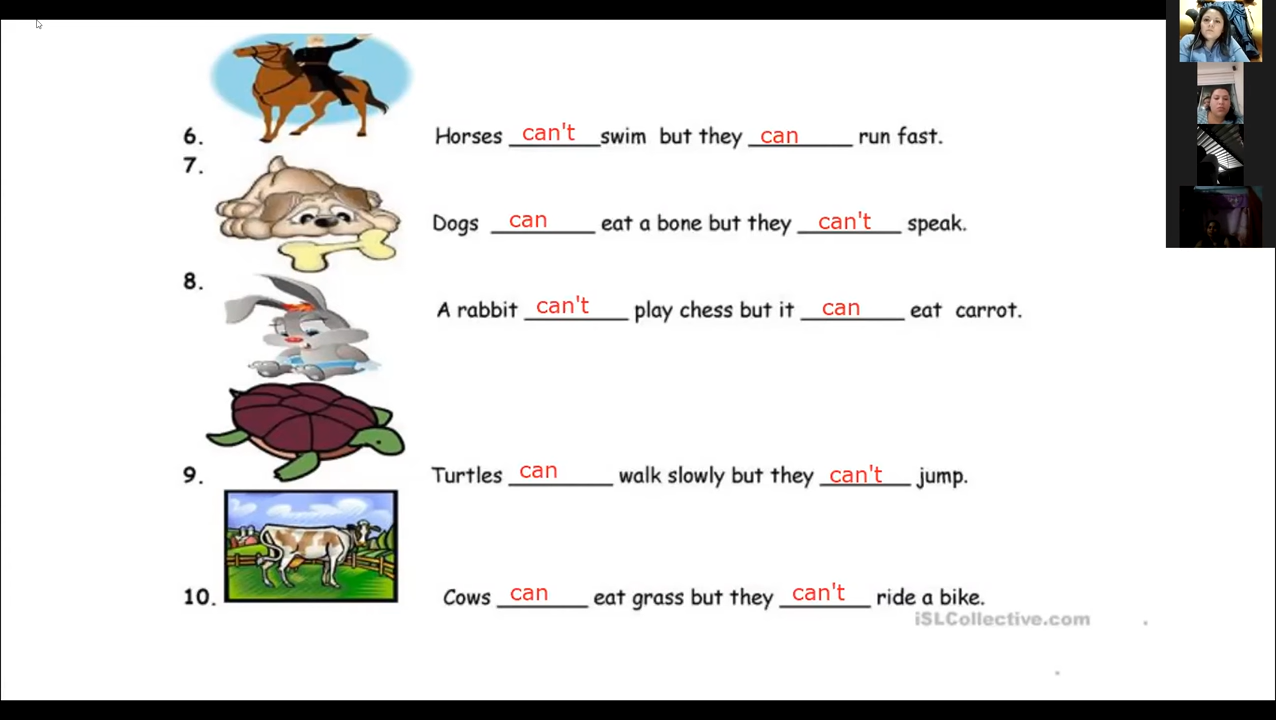 6. Horses can't swim but they can run fast.
7.
Dogs can eat a bone but they can't speak.
8.
A rabbit can't play chess but it can eat carrot.
9. Turtles can walk slowly but they can't jump.
10. Cows can eat grass but they can't ride a bike.
iSLCollective.com